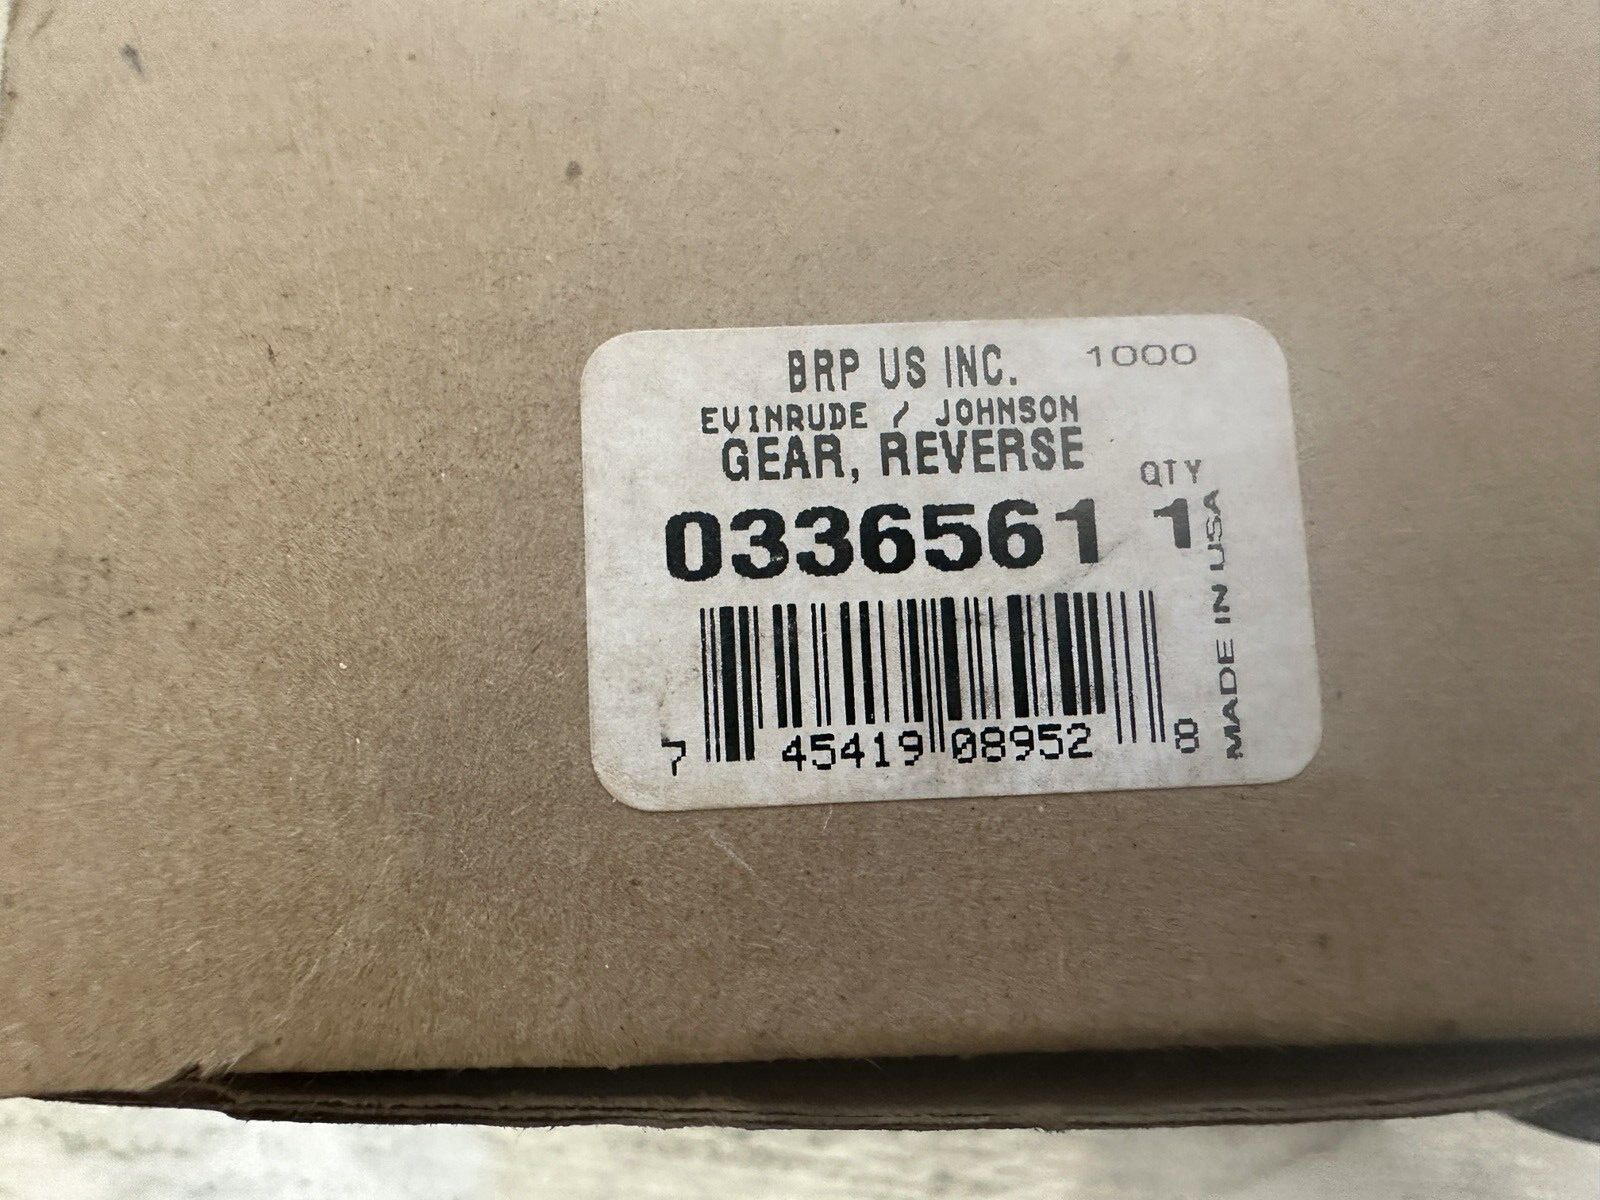 BRP US INC. 1000
EVINRUDE / JOHNSON
GEAR, REVERSE
QTY
0336561 1
MADE IN USA
7 45419 08952 8